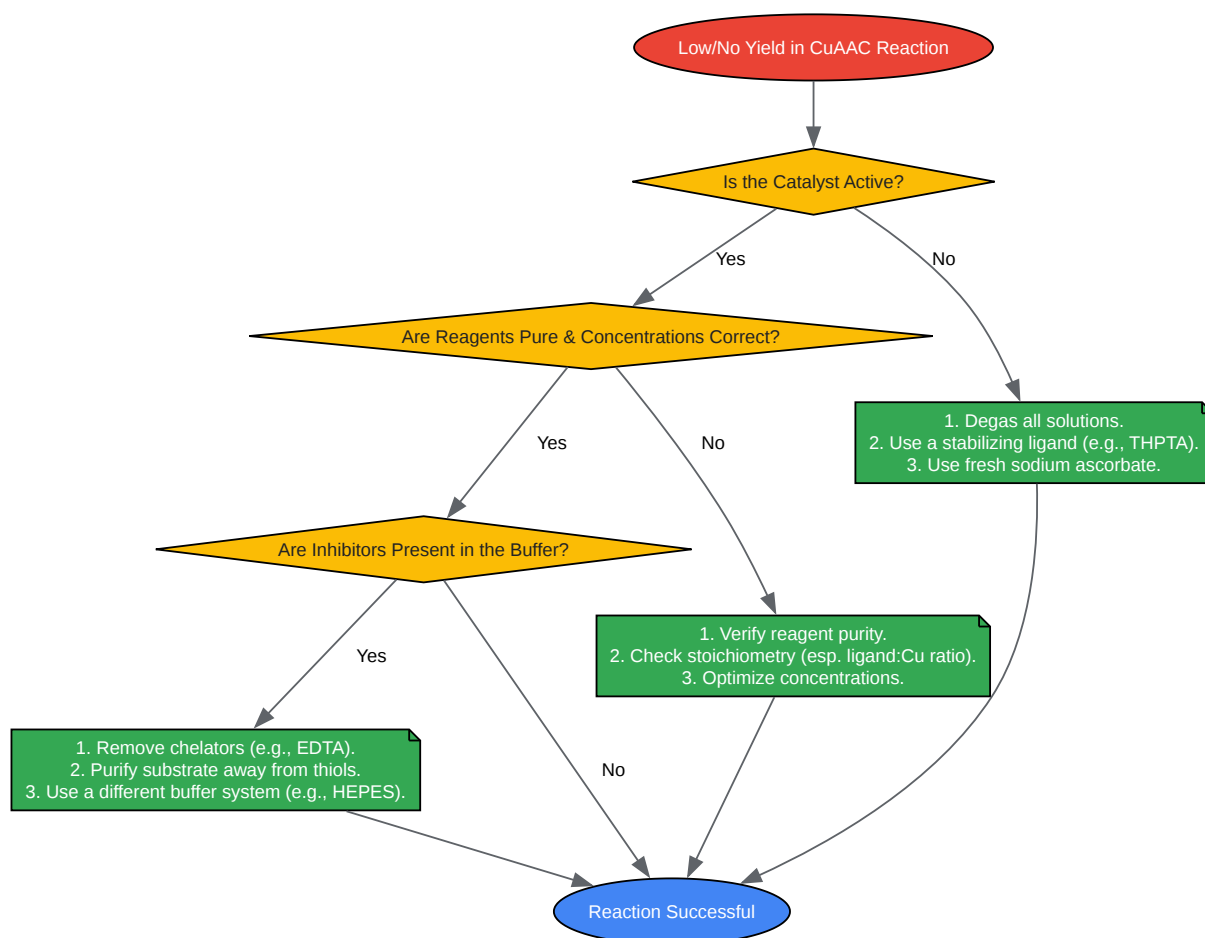 Low/No Yield in CuAAC Reaction
Is the Catalyst Active?
Yes
No
Are Reagents Pure & Concentrations Correct?
1. Degas all solutions.
2. Use a stabilizing ligand (e.g., THPTA).
3. Use fresh sodium ascorbate.
Yes
No
Are Inhibitors Present in the Buffer?
1. Verify reagent purity.
2. Check stoichiometry (esp. ligand:Cu ratio).
3. Optimize concentrations.
Yes
No
1. Remove chelators (e.g., EDTA).
2. Purify substrate away from thiols.
3. Use a different buffer system (e.g., HEPES).
Reaction Successful